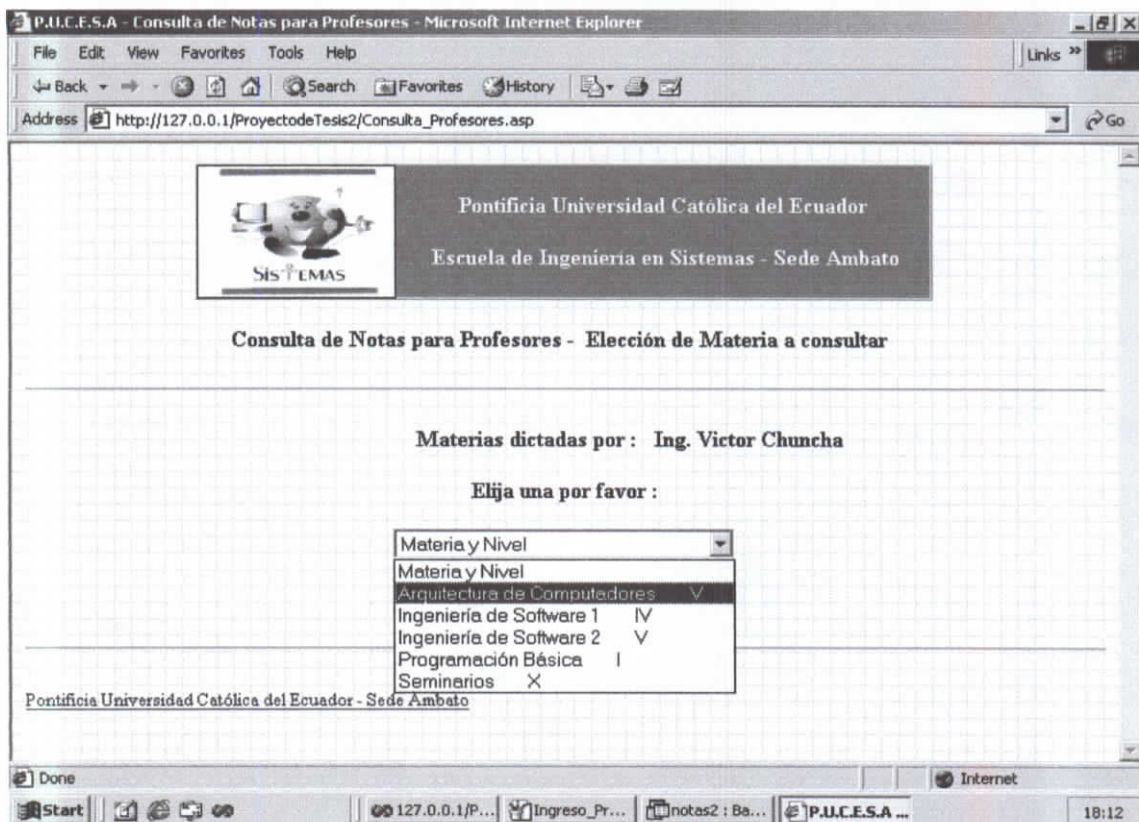 P.U.C.E.S.A - Consulta de Notas para Profesores - Microsoft Internet Explorer
File Edit View Favorites Tools Help Links »
Back Search Favorites History
Address http://127.0.0.1/ProyectodeTesis2/Consulta_Profesores.asp Go
Pontificia Universidad Católica del Ecuador
Escuela de Ingeniería en Sistemas - Sede Ambato
SISTEMAS
Consulta de Notas para Profesores - Elección de Materia a consultar
Materias dictadas por : Ing. Victor Chuncha
Elija una por favor :
Materia y Nivel
Materia y Nivel
Arquitectura de Computadores V
Ingeniería de Software 1 IV
Ingeniería de Software 2 V
Programación Básica I
Seminarios X
Pontificia Universidad Católica del Ecuador - Sede Ambato
Done Internet
Start 127.0.0.1/P... Ingreso_Pr... notas2 : Ba... P.U.C.E.S.A ... 18:12